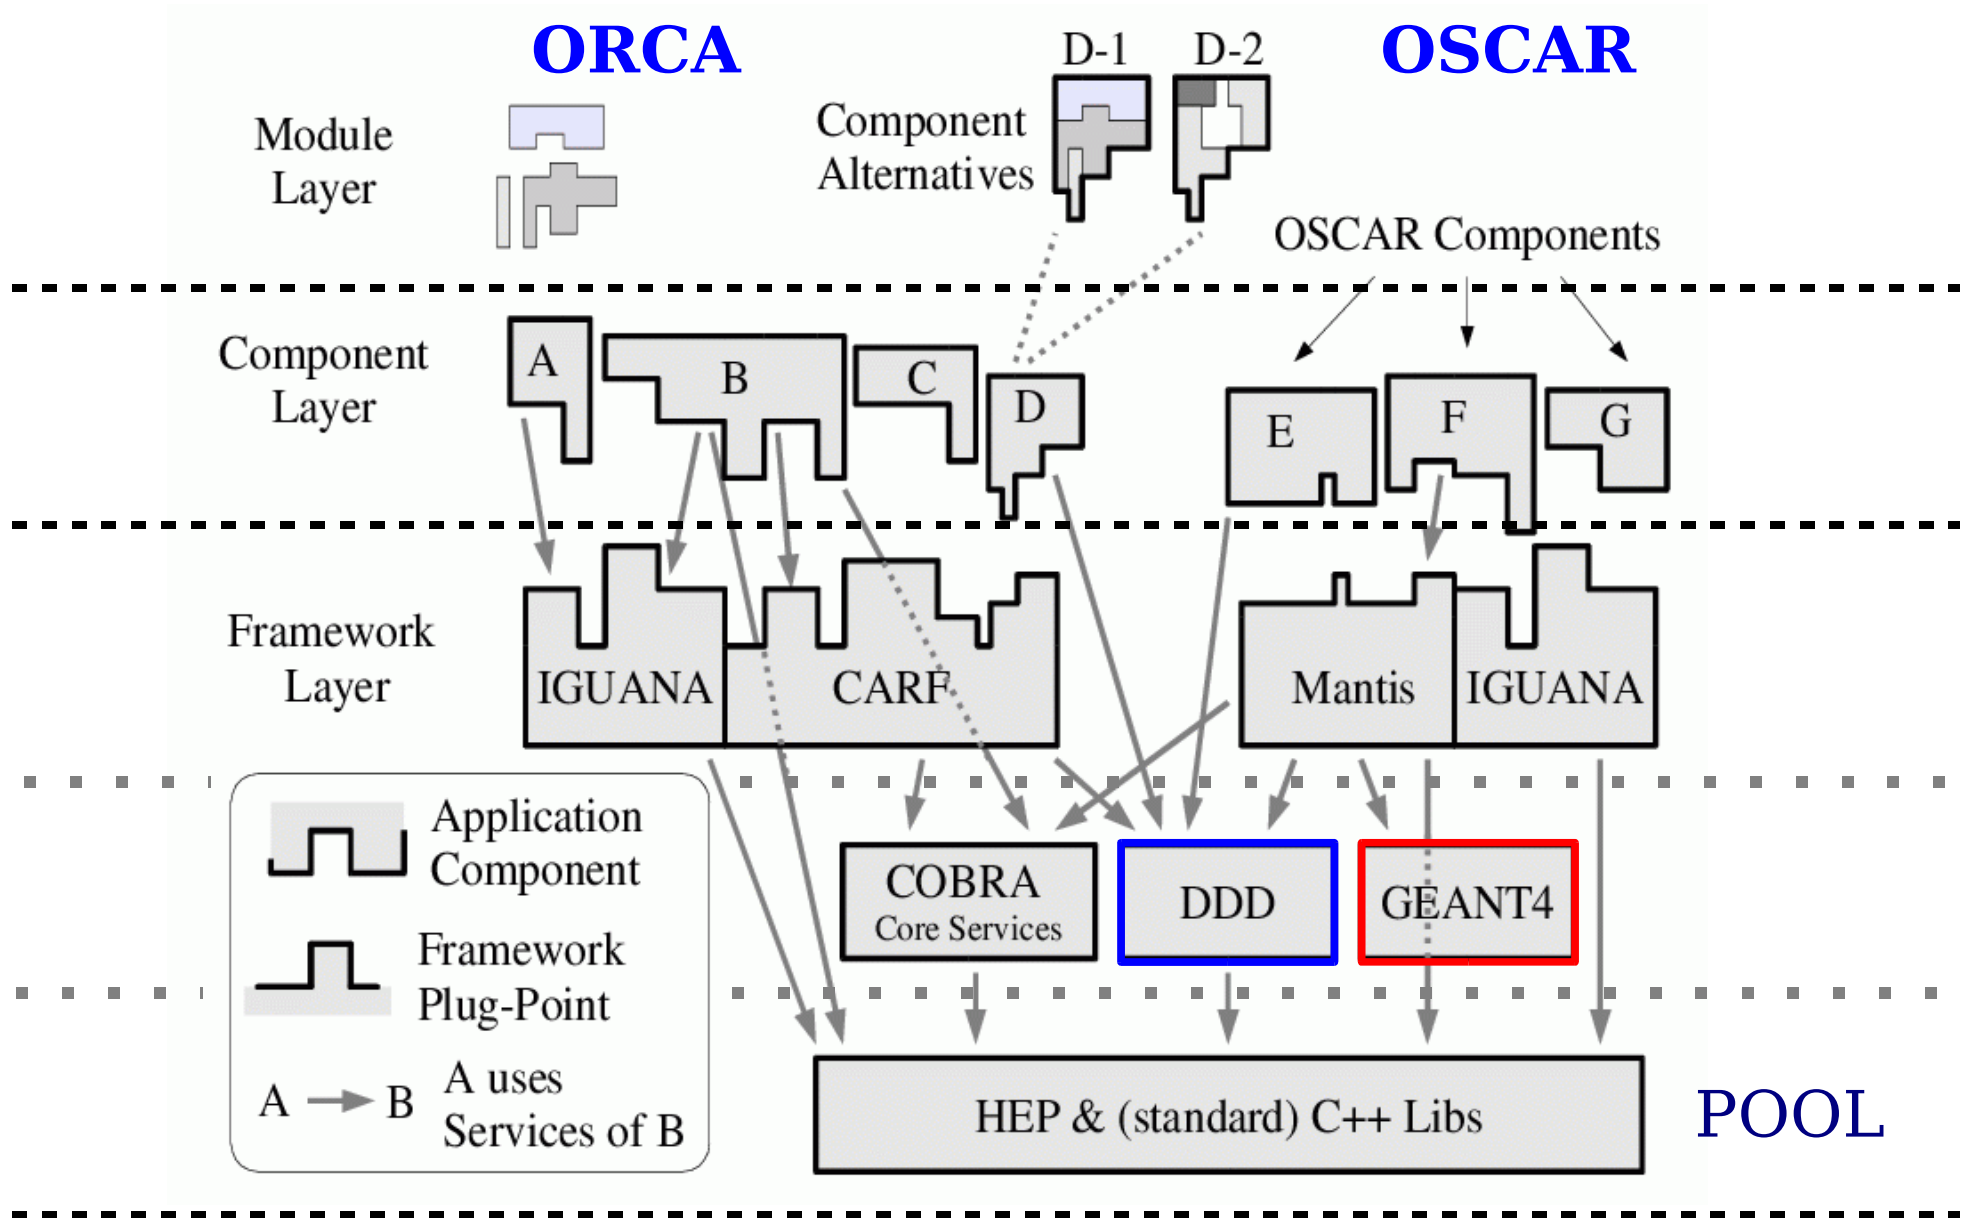 ORCA
D-1
D-2
OSCAR
Module
Layer
Component
Alternatives
OSCAR Components
Component
Layer
A
B
C
D
E
F
G
Framework
Layer
IGUANA
CARF
Mantis
IGUANA
Application
Component
Framework
Plug-Point
A
B
A uses
Services of B
COBRA
Core Services
DDD
GEANT4
HEP & (standard) C++ Libs
POOL